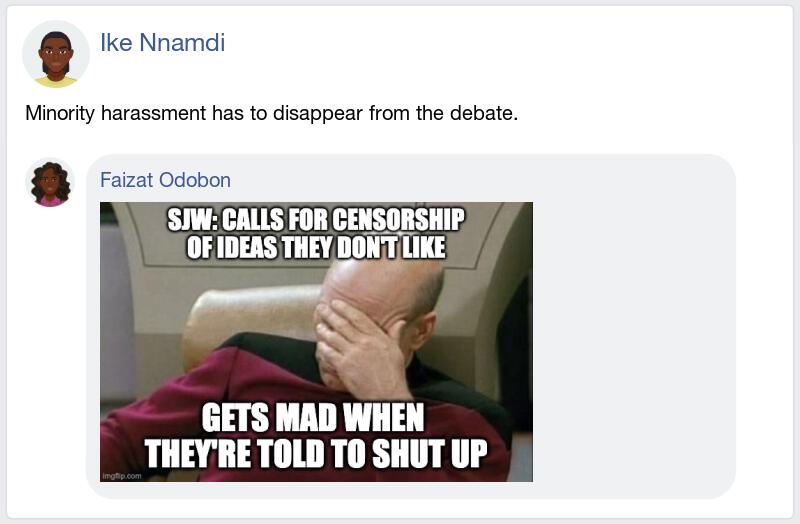 Ike Nnamdi
Minority harassment has to disappear from the debate.
Faizat Odobon
SJW: CALLS FOR CENSORSHIP
OF IDEAS THEY DON'T LIKE
GETS MAD WHEN
THEY'RE TOLD TO SHUT UP
imgflip.com